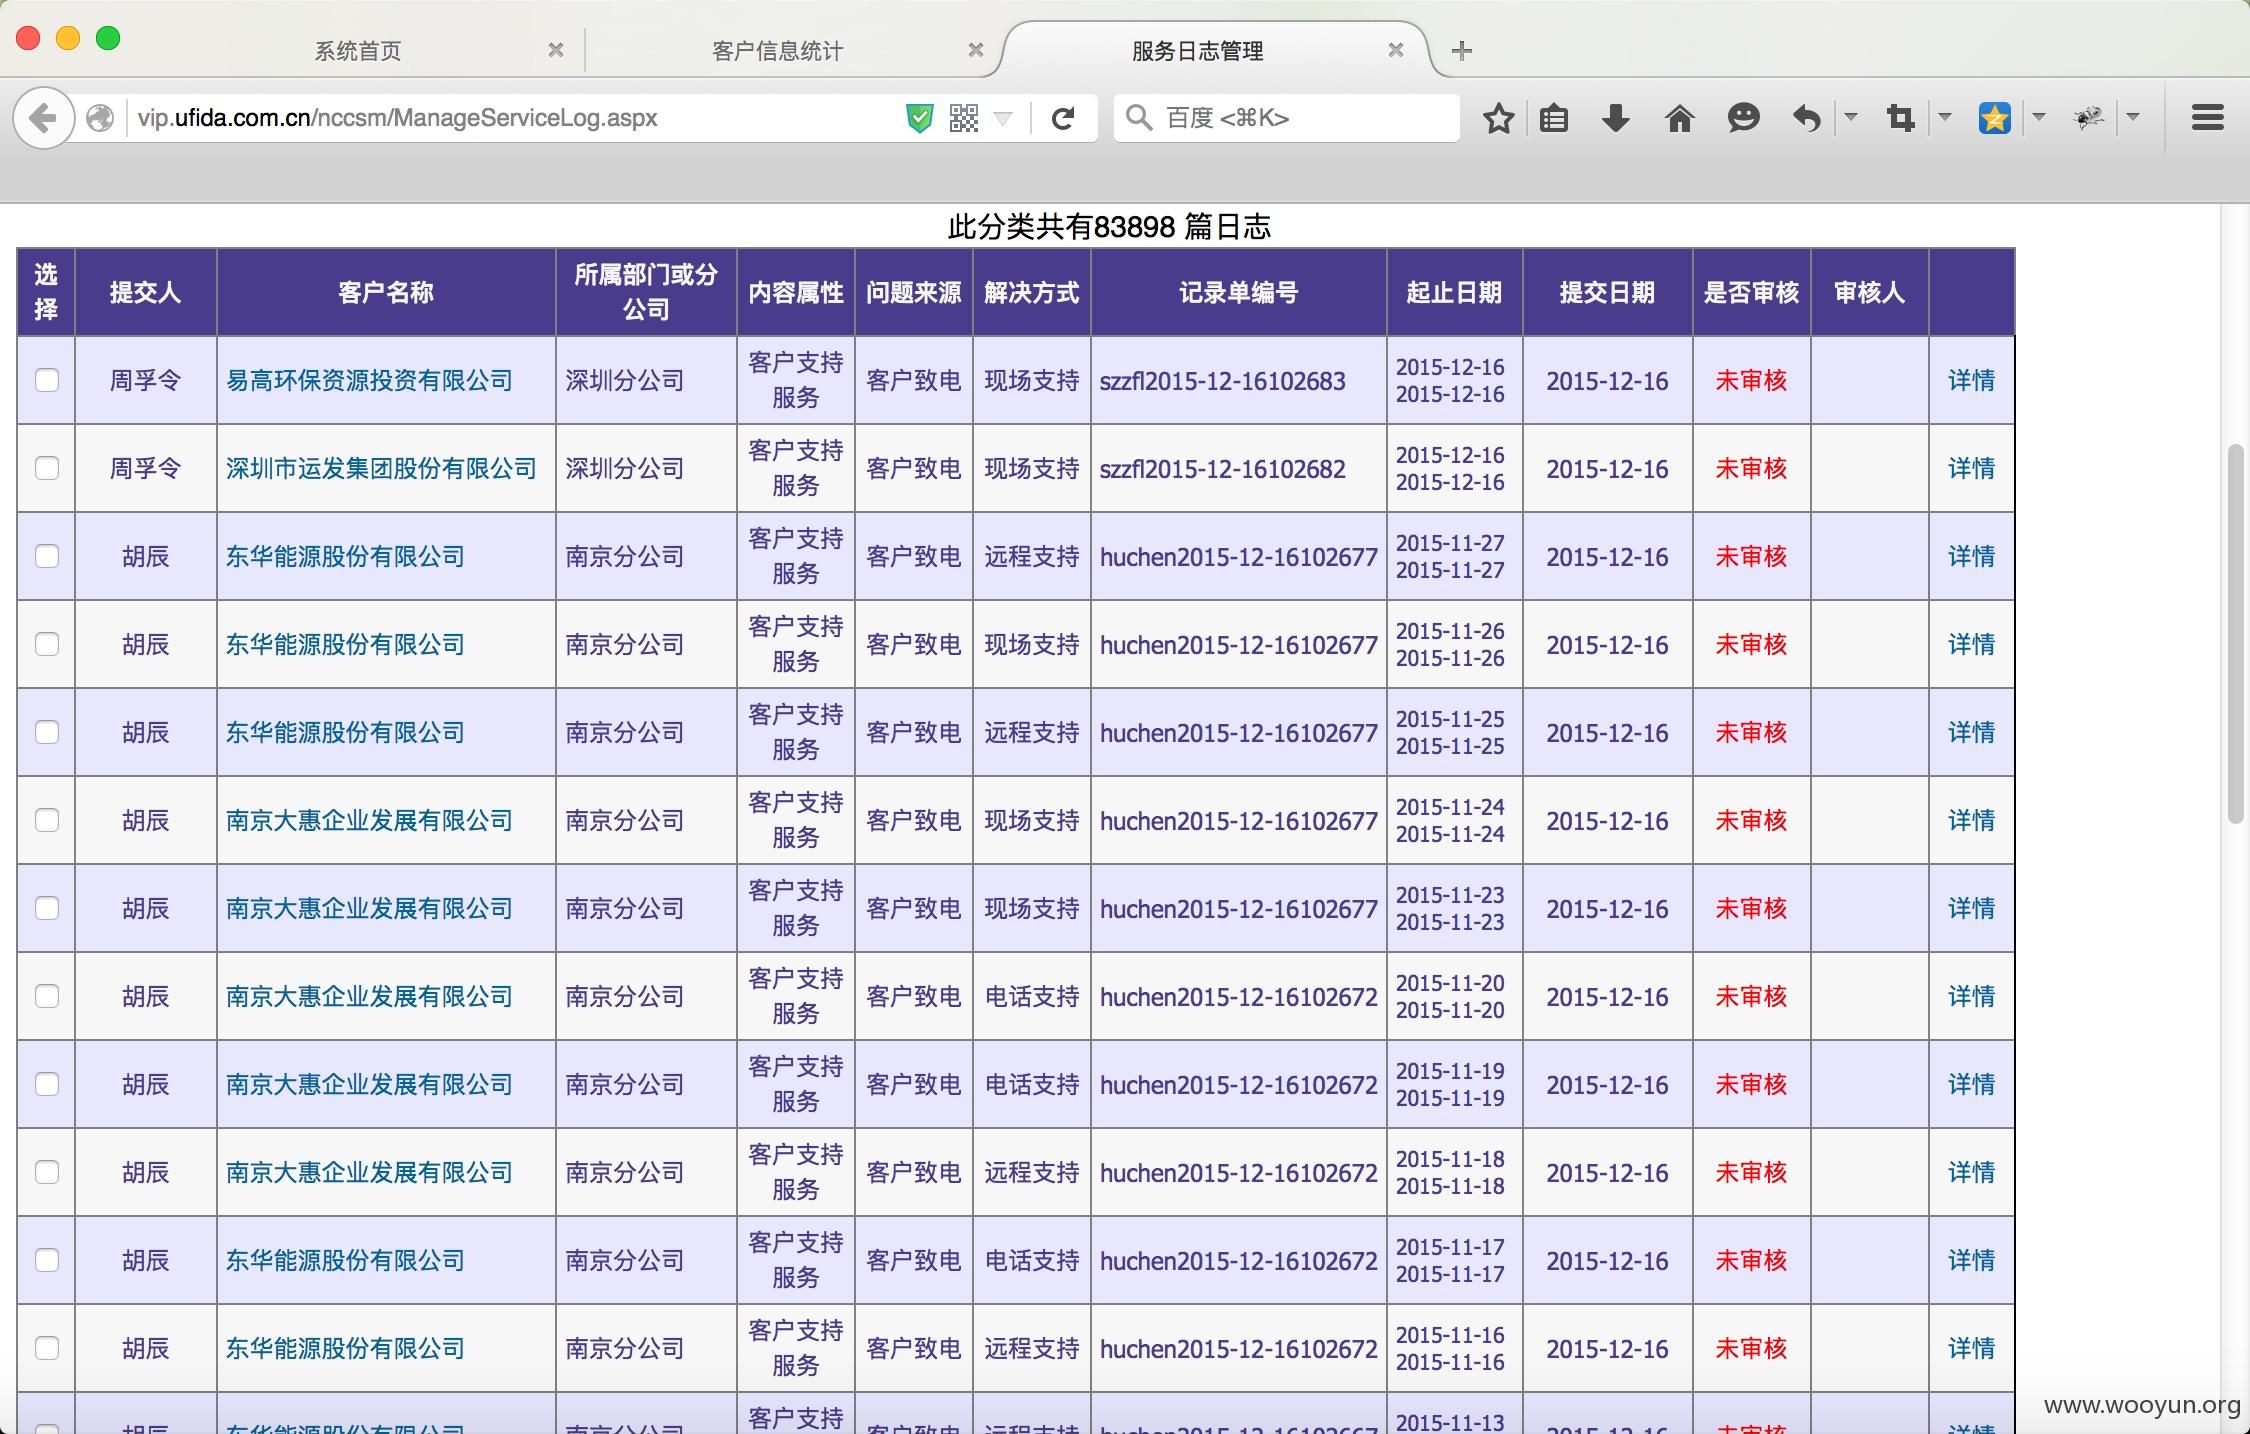 系统首页 客户信息统计 服务日志管理
vip.ufida.com.cn/nccsm/ManageServiceLog.aspx 百度 <⌘K>
此分类共有83898 篇日志
选择 提交人 客户名称 所属部门或分公司 内容属性 问题来源 解决方式 记录单编号 起止日期 提交日期 是否审核 审核人
周孚令 易高环保资源投资有限公司 深圳分公司 客户支持服务 客户致电 现场支持 szzfl2015-12-16102683 2015-12-16 2015-12-16 2015-12-16 未审核 详情
周孚令 深圳市运发集团股份有限公司 深圳分公司 客户支持服务 客户致电 现场支持 szzfl2015-12-16102682 2015-12-16 2015-12-16 2015-12-16 未审核 详情
胡辰 东华能源股份有限公司 南京分公司 客户支持服务 客户致电 远程支持 huchen2015-12-16102677 2015-11-27 2015-11-27 2015-12-16 未审核 详情
胡辰 东华能源股份有限公司 南京分公司 客户支持服务 客户致电 现场支持 huchen2015-12-16102677 2015-11-26 2015-11-26 2015-12-16 未审核 详情
胡辰 东华能源股份有限公司 南京分公司 客户支持服务 客户致电 远程支持 huchen2015-12-16102677 2015-11-25 2015-11-25 2015-12-16 未审核 详情
胡辰 南京大惠企业发展有限公司 南京分公司 客户支持服务 客户致电 现场支持 huchen2015-12-16102677 2015-11-24 2015-11-24 2015-12-16 未审核 详情
胡辰 南京大惠企业发展有限公司 南京分公司 客户支持服务 客户致电 现场支持 huchen2015-12-16102677 2015-11-23 2015-11-23 2015-12-16 未审核 详情
胡辰 南京大惠企业发展有限公司 南京分公司 客户支持服务 客户致电 电话支持 huchen2015-12-16102672 2015-11-20 2015-11-20 2015-12-16 未审核 详情
胡辰 南京大惠企业发展有限公司 南京分公司 客户支持服务 客户致电 电话支持 huchen2015-12-16102672 2015-11-19 2015-11-19 2015-12-16 未审核 详情
胡辰 南京大惠企业发展有限公司 南京分公司 客户支持服务 客户致电 远程支持 huchen2015-12-16102672 2015-11-18 2015-11-18 2015-12-16 未审核 详情
胡辰 东华能源股份有限公司 南京分公司 客户支持服务 客户致电 电话支持 huchen2015-12-16102672 2015-11-17 2015-11-17 2015-12-16 未审核 详情
胡辰 东华能源股份有限公司 南京分公司 客户支持服务 客户致电 远程支持 huchen2015-12-16102672 2015-11-16 2015-11-16 2015-12-16 未审核 详情
客户支持 2015-11-13
www.wooyun.org